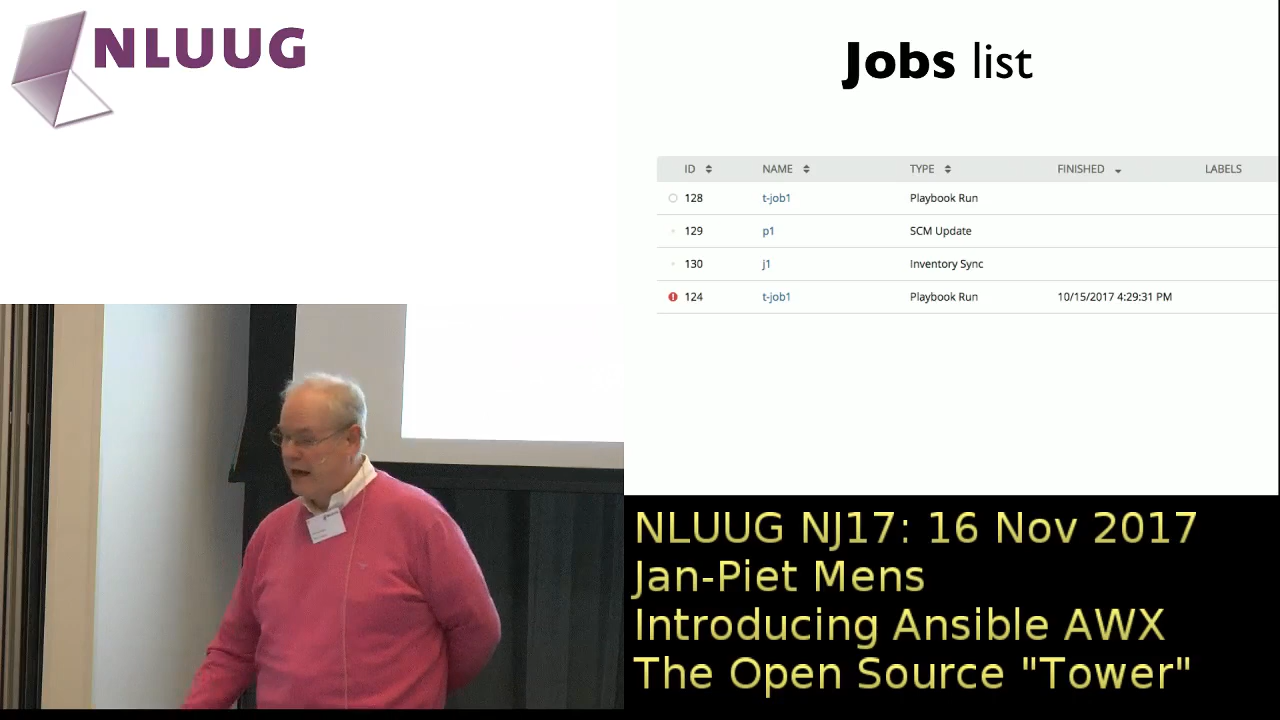 NLUUG
Jobs list
ID NAME TYPE FINISHED LABELS
128 t-job1 Playbook Run
129 p1 SCM Update
130 j1 Inventory Sync
124 t-job1 Playbook Run 10/15/2017 4:29:31 PM
NLUUG NJ17: 16 Nov 2017
Jan-Piet Mens
Introducing Ansible AWX
The Open Source "Tower"